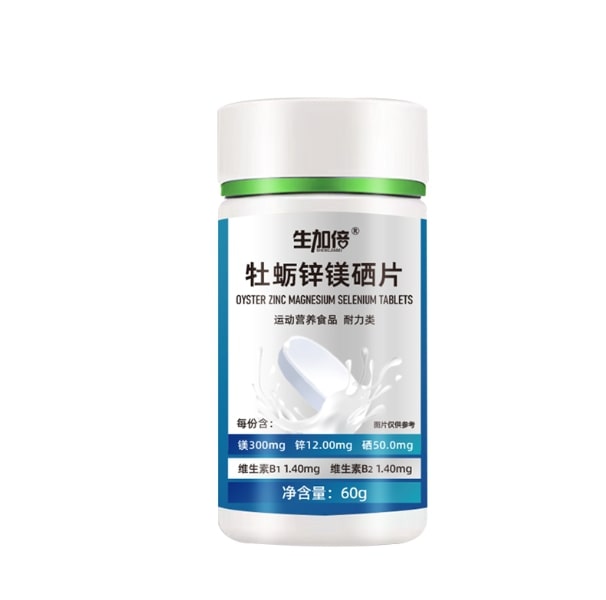 生加倍®
SHENGJIABEI
牡蛎锌镁硒片
OYSTER ZINC MAGNESIUM SELENIUM TABLETS
运动营养食品 耐力类
每份含：
图片仅供参考
镁300mg 锌12.00mg 硒50.0mg
维生素B1 1.40mg 维生素B2 1.40mg
净含量：60g